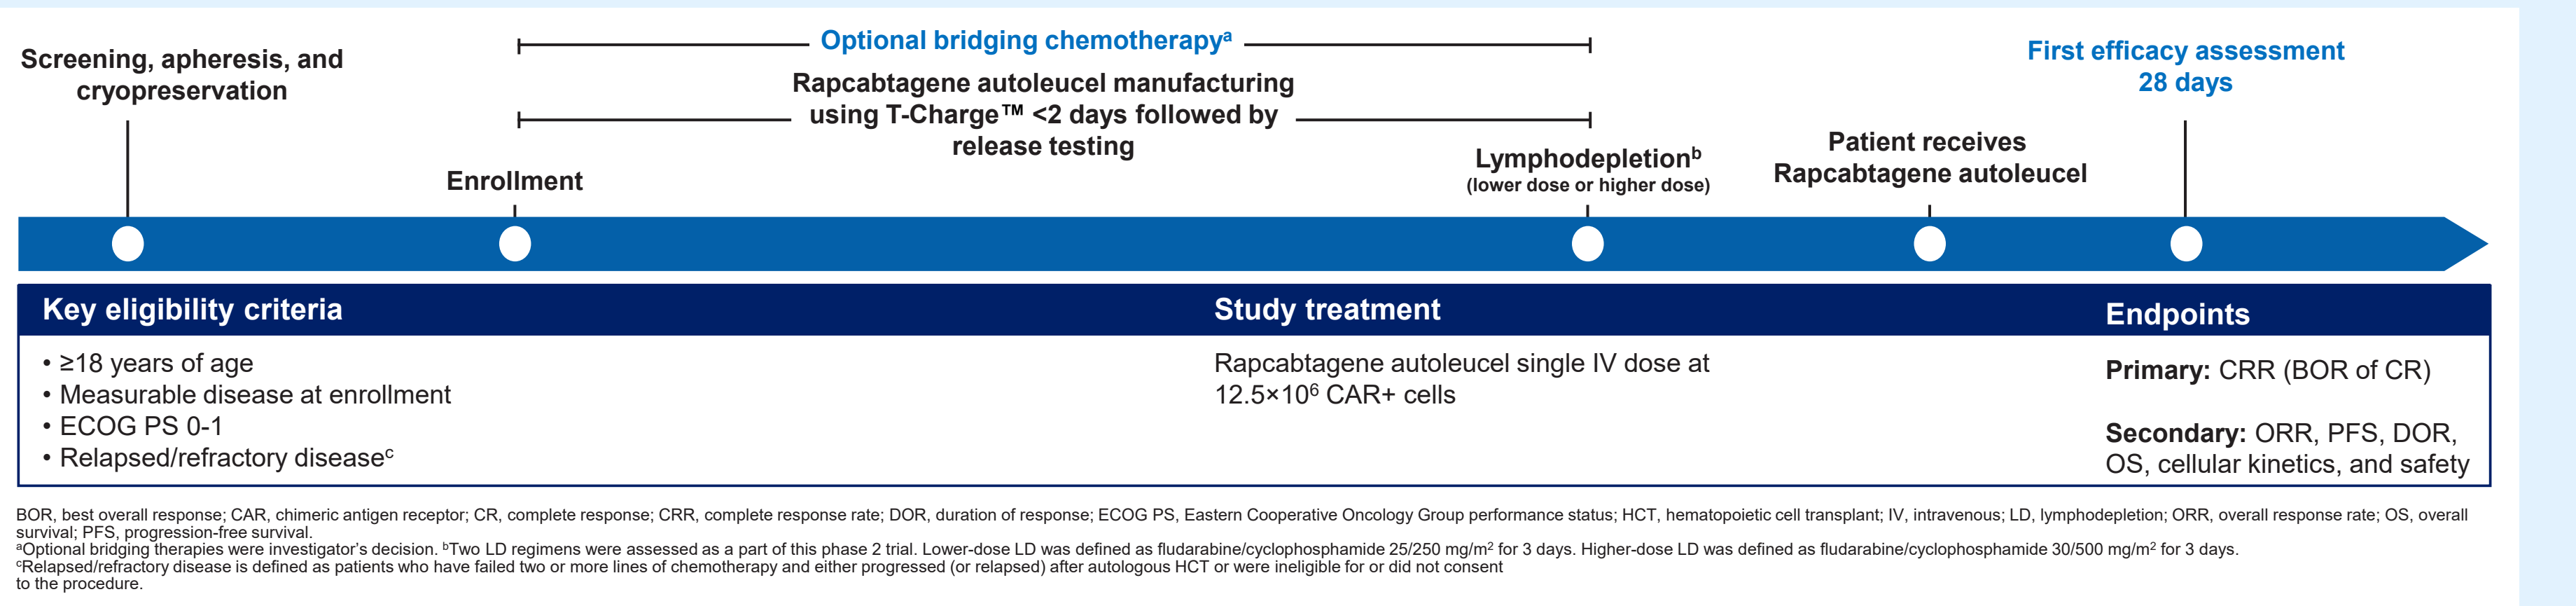 Screening, apheresis, and
cryopreservation
Enrollment
Optional bridging chemotherapyᵃ
Rapcabtagene autoleucel manufacturing
using T-Charge™ <2 days followed by
release testing
Lymphodepletionᵇ
(lower dose or higher dose)
Patient receives
Rapcabtagene autoleucel
First efficacy assessment
28 days
Key eligibility criteria
• ≥18 years of age
• Measurable disease at enrollment
• ECOG PS 0-1
• Relapsed/refractory diseaseᶜ
Study treatment
Rapcabtagene autoleucel single IV dose at
12.5×10⁶ CAR+ cells
Endpoints
Primary: CRR (BOR of CR)
Secondary: ORR, PFS, DOR,
OS, cellular kinetics, and safety
BOR, best overall response; CAR, chimeric antigen receptor; CR, complete response; CRR, complete response rate; DOR, duration of response; ECOG PS, Eastern Cooperative Oncology Group performance status; HCT, hematopoietic cell transplant; IV, intravenous; LD, lymphodepletion; ORR, overall response rate; OS, overall
survival; PFS, progression-free survival.
ᵃOptional bridging therapies were investigator’s decision. ᵇTwo LD regimens were assessed as a part of this phase 2 trial. Lower-dose LD was defined as fludarabine/cyclophosphamide 25/250 mg/m² for 3 days. Higher-dose LD was defined as fludarabine/cyclophosphamide 30/500 mg/m² for 3 days.
ᶜRelapsed/refractory disease is defined as patients who have failed two or more lines of chemotherapy and either progressed (or relapsed) after autologous HCT or were ineligible for or did not consent
to the procedure.